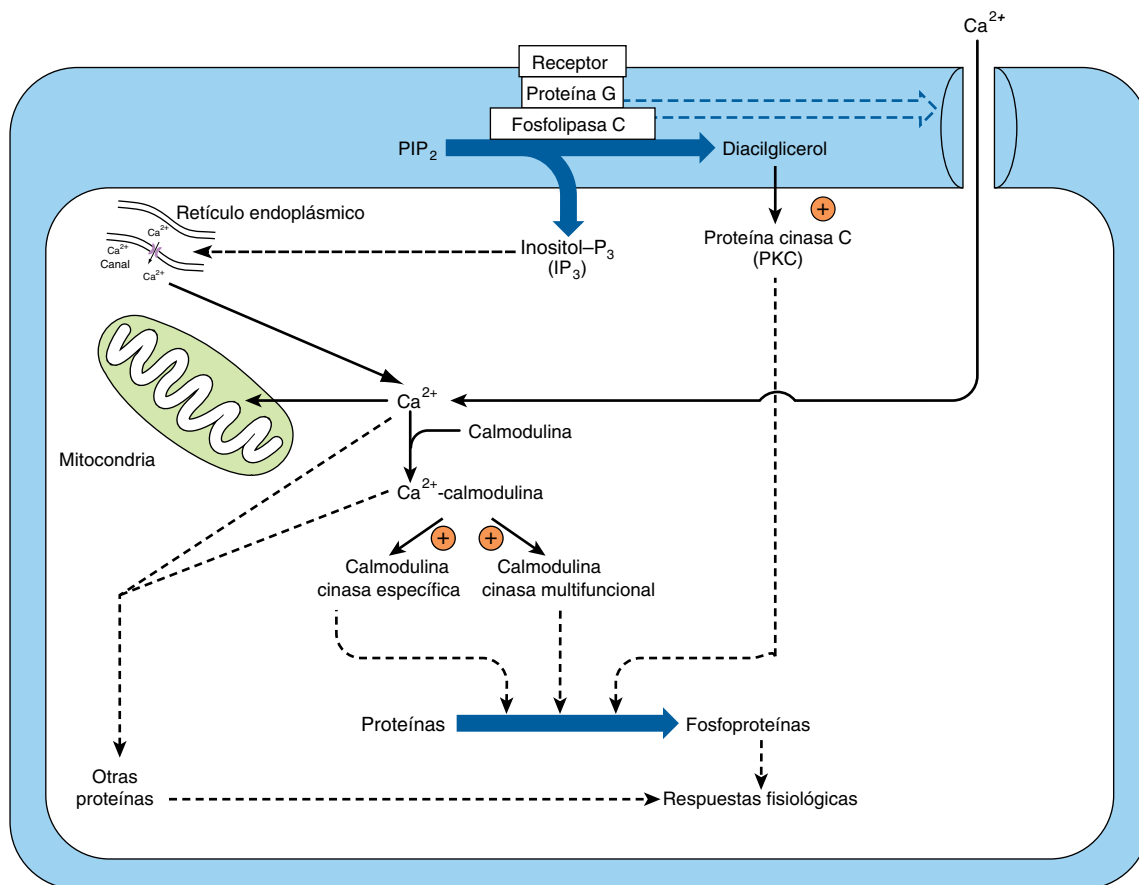 Ca2+
Receptor
Proteína G
Fosfolipasa C
PIP2
Diacilglicerol
Retículo endoplásmico
Ca2+
Ca2+
Canal
Ca2+
Inositol–P3
(IP3)
+
Proteína cinasa C
(PKC)
Ca2+
Calmodulina
Mitocondria
Ca2+-calmodulina
+
+
Calmodulina
cinasa específica
Calmodulina
cinasa multifuncional
Proteínas
Fosfoproteínas
Otras
proteínas
Respuestas fisiológicas